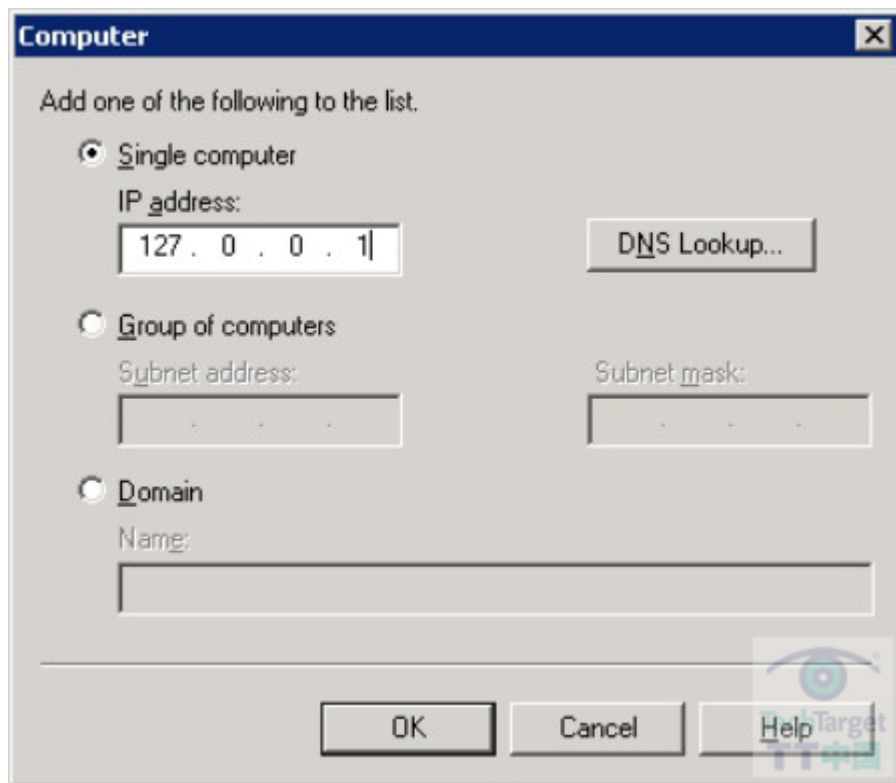 Computer
Add one of the following to the list.
Single computer
IP address:
127 . 0 . 0 . 1
DNS Lookup...
Group of computers
Subnet address: Subnet mask:
. . . . . .
Domain
Name:
OK Cancel Help
TechTarget
TT中国